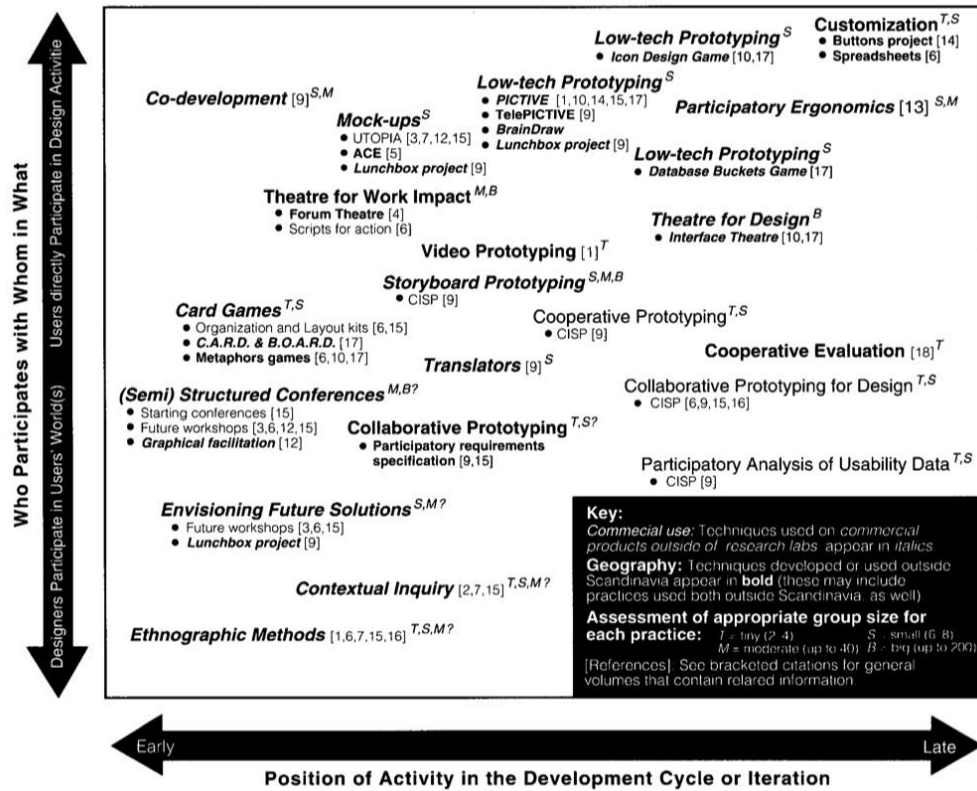 Who Participates with Whom in What
Users directly Participate in Design Activitie
Designers Participate in Users' World(s)
Customization T,S
• Buttons project [14]
• Spreadsheets [6]
Low-tech Prototyping S
• Icon Design Game [10,17]
Low-tech Prototyping S
• PICTIVE [1,10,14,15,17]
• TelePICTIVE [9]
• BrainDraw
• Lunchbox project [9]
Co-development [9] S,M
Participatory Ergonomics [13] S,M
Mock-ups S
• UTOPIA [3,7,12,15]
• ACE [5]
• Lunchbox project [9]
Low-tech Prototyping S
• Database Buckets Game [17]
Theatre for Work Impact M,B
• Forum Theatre [4]
• Scripts for action [6]
Theatre for Design B
• Interface Theatre [10,17]
Video Prototyping [1] T
Storyboard Prototyping S,M,B
• CISP [9]
Card Games T,S
• Organization and Layout kits [6,15]
• C.A.R.D. & B.O.A.R.D. [17]
• Metaphors games [6,10,17]
Cooperative Prototyping T,S
• CISP [9]
Translators [9] S
Cooperative Evaluation [18] T
(Semi) Structured Conferences M,B?
• Starting conferences [15]
• Future workshops [3,6,12,15]
• Graphical facilitation [12]
Collaborative Prototyping for Design T,S
• CISP [6,9,15,16]
Collaborative Prototyping T,S?
• Participatory requirements
specification [9,15]
Participatory Analysis of Usability Data T,S
• CISP [9]
Envisioning Future Solutions S,M?
• Future workshops [3,6,15]
• Lunchbox project [9]
Contextual Inquiry [2,7,15] T,S,M?
Ethnographic Methods [1,6,7,15,16] T,S,M?
Key:
Commecial use: Techniques used on commercial
products outside of research labs appear in italics.
Geography: Techniques developed or used outside
Scandinavia appear in bold (these may include
practices used both outside Scandinavia, as well)
Assessment of appropriate group size for
each practice: T = tiny (2-4) S = small (6-8)
M = moderate (up to 40) B = big (up to 200)
[References]: See bracketed citations for general
volumes that contain related information.
Early
Late
Position of Activity in the Development Cycle or Iteration